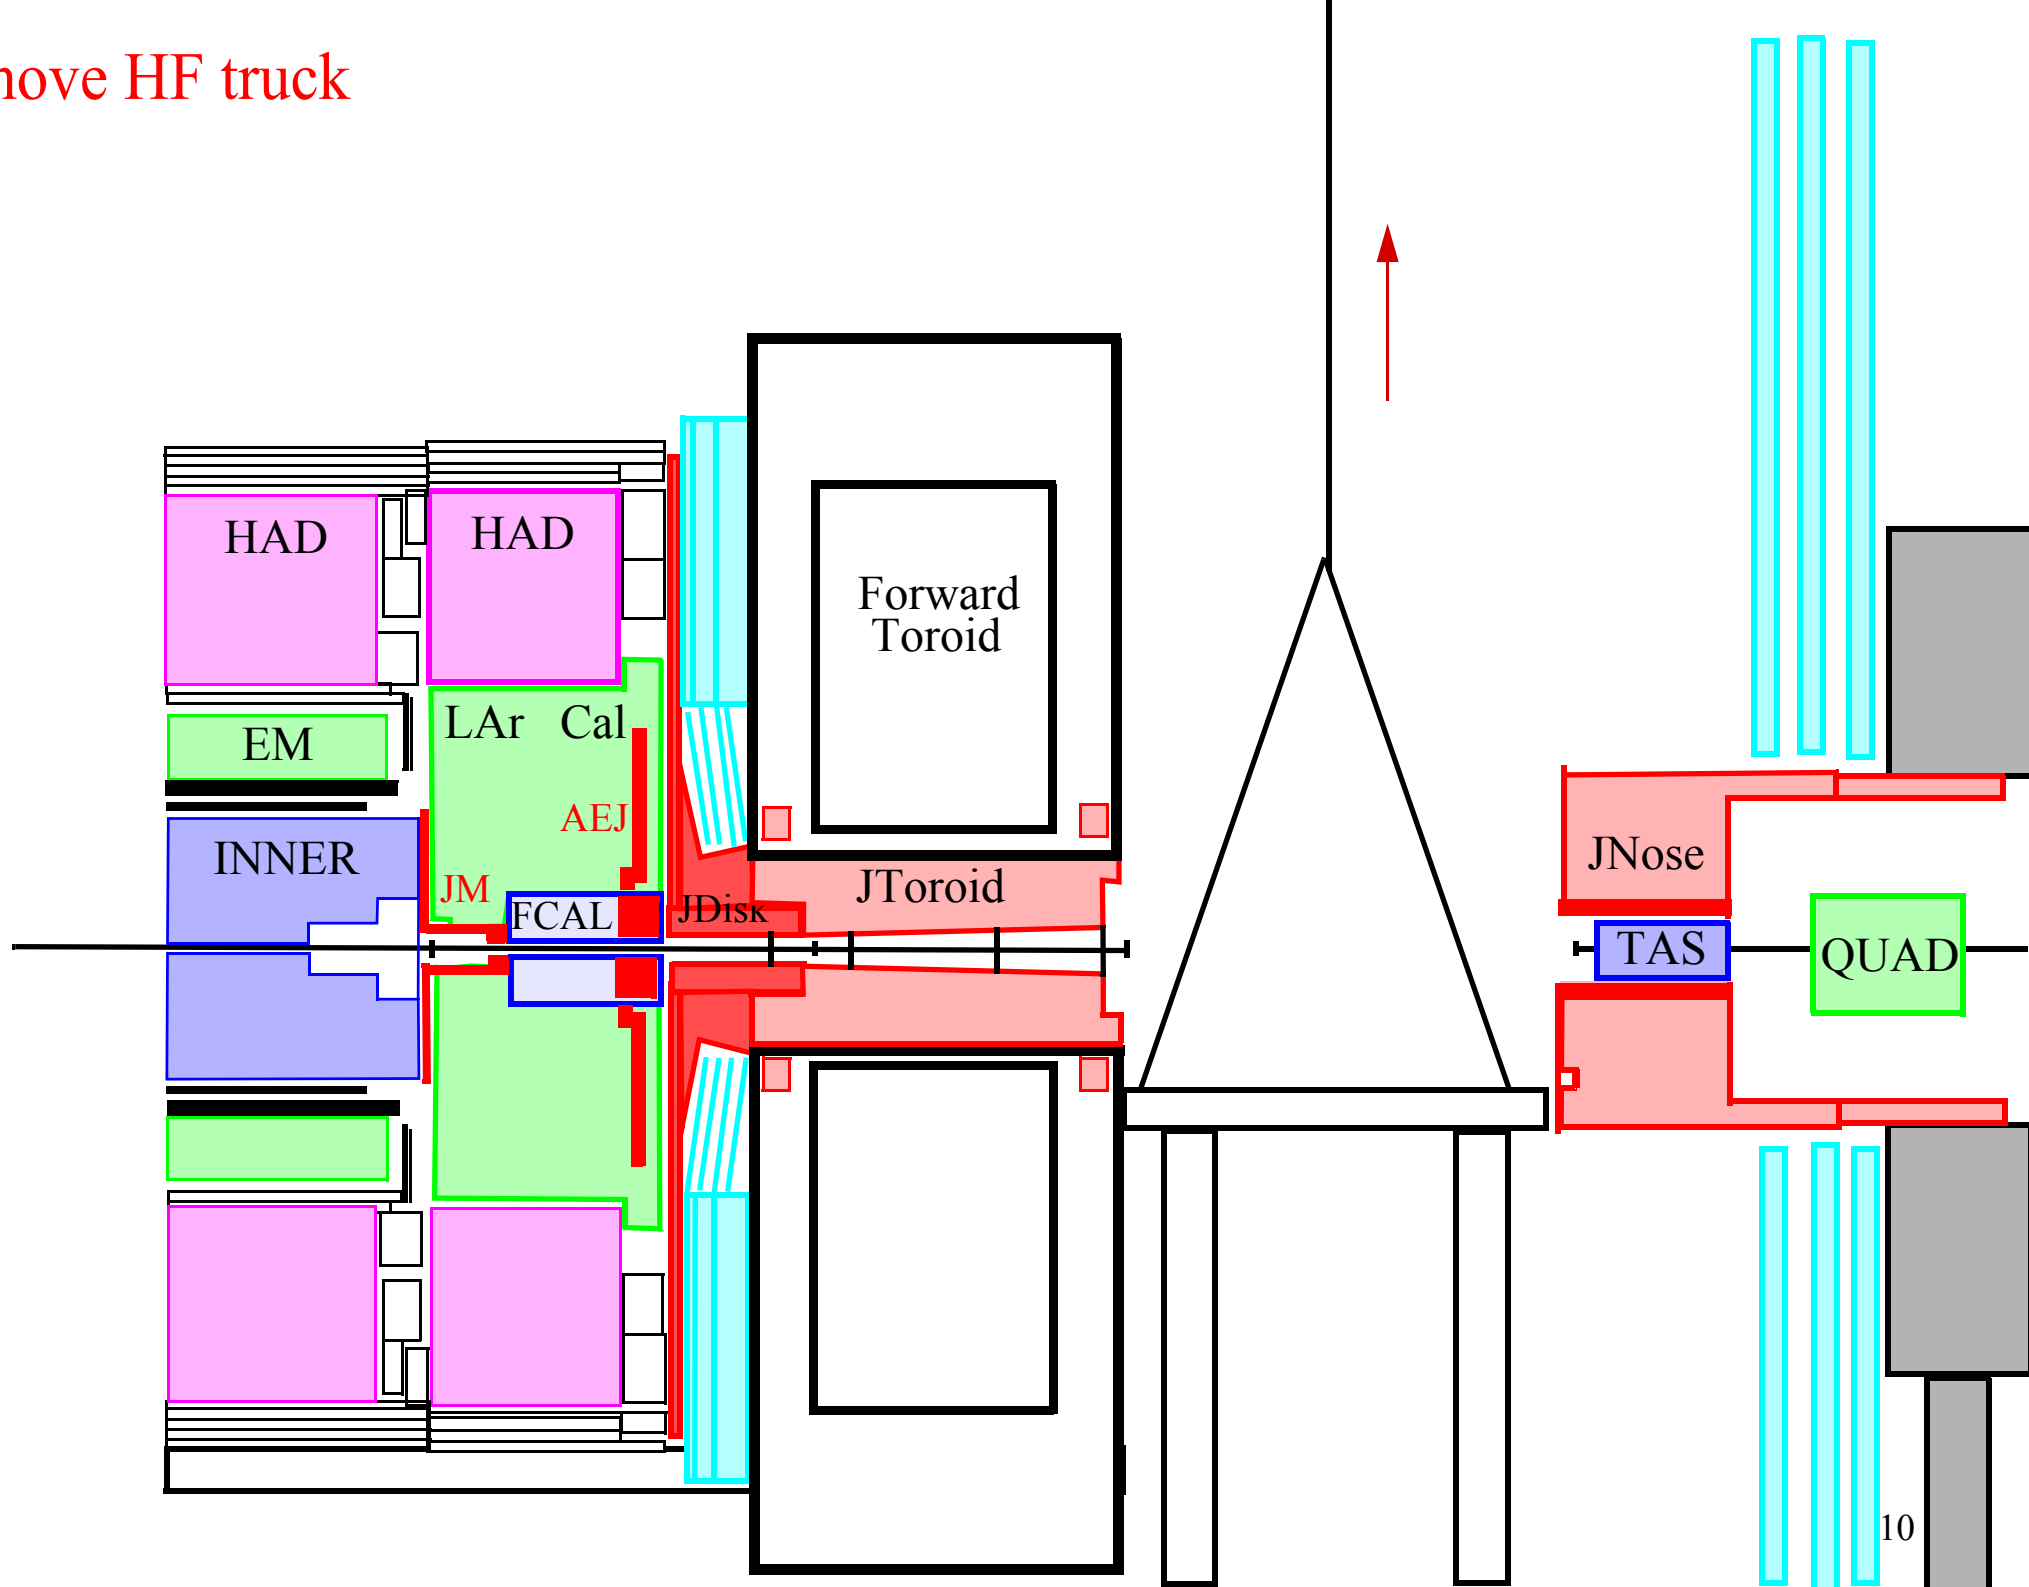 move HF truck
HAD
HAD
Forward
Toroid
LAr Cal
EM
AEJ
INNER
JNose
JM
JToroid
FCAL
JDisk
TAS
QUAD
10